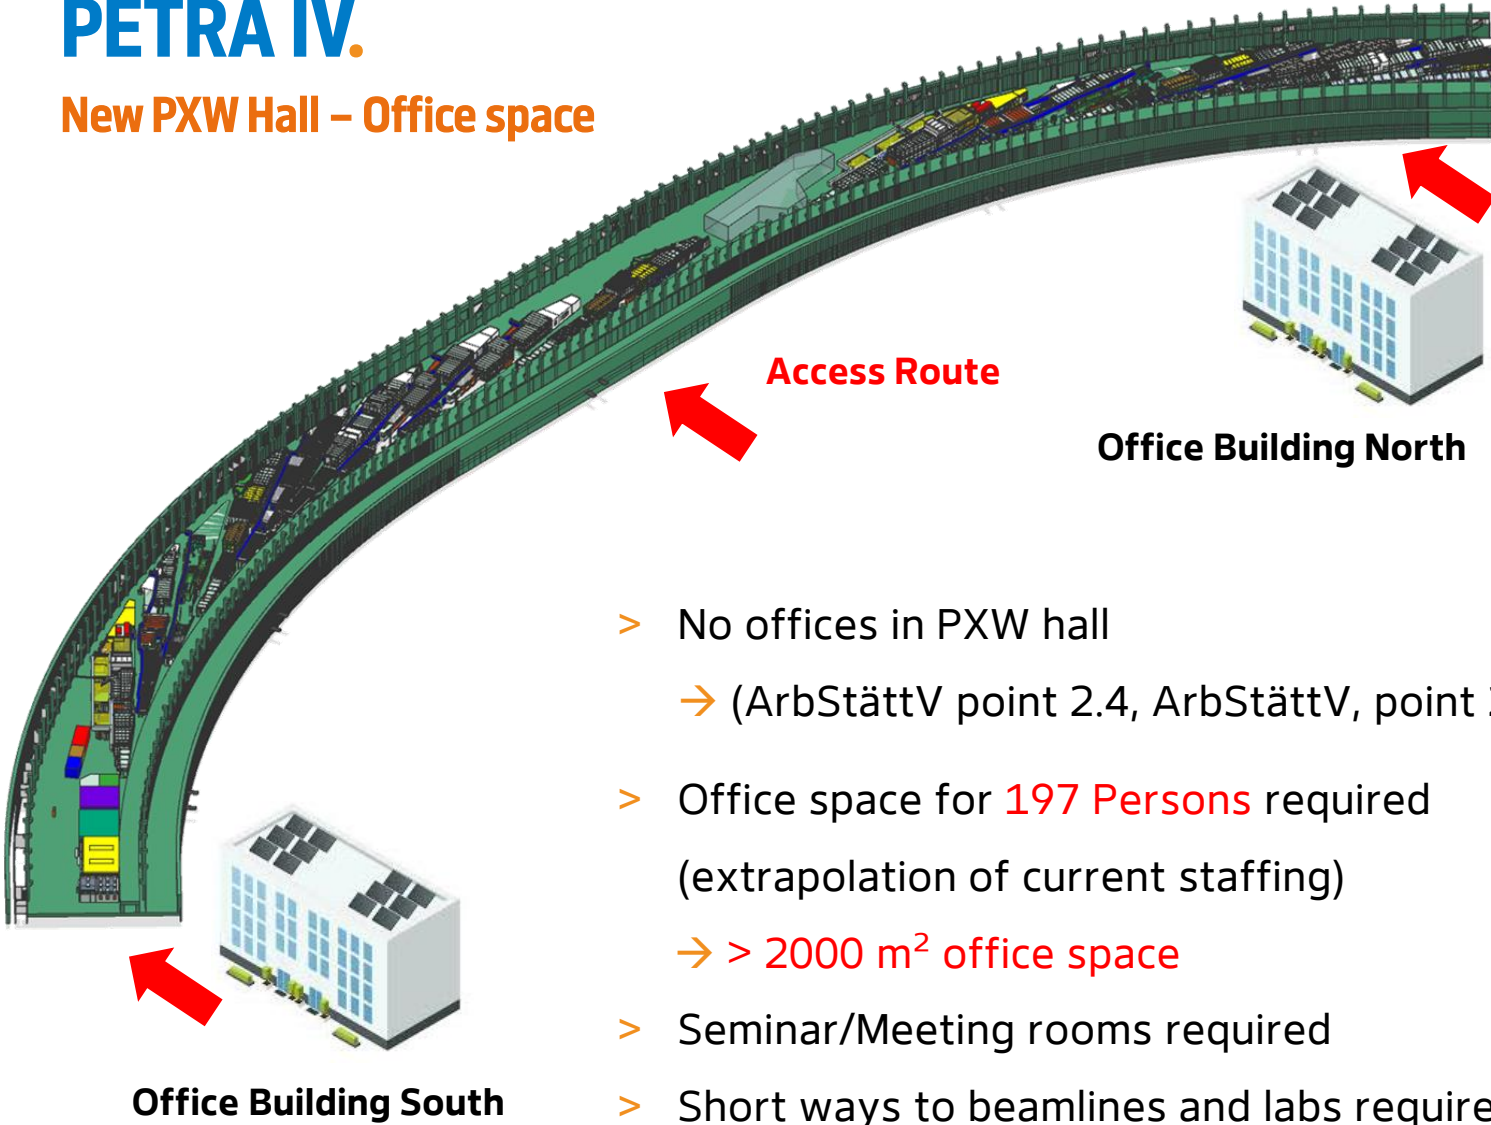 PETRA IV.
New PXW Hall – Office space
Access Route
Office Building North
> No offices in PXW hall
→ (ArbStättV point 2.4, ArbStättV, point
> Office space for 197 Persons required
(extrapolation of current staffing)
→ > 2000 m² office space
> Seminar/Meeting rooms required
> Short ways to beamlines and labs require
Office Building South